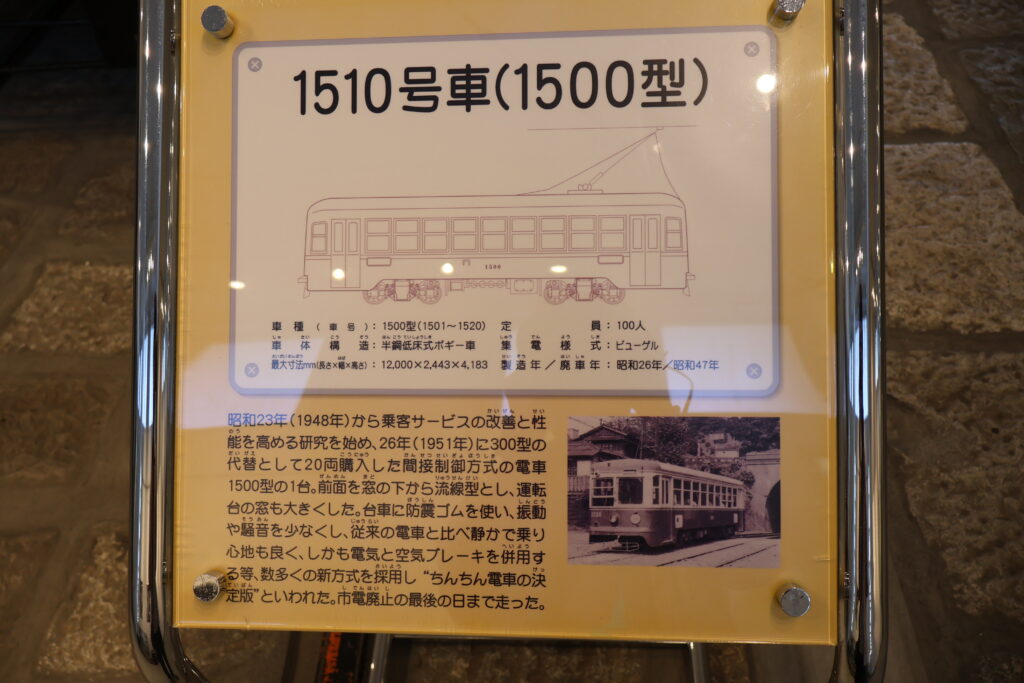 1510号車(1500型)
1500
車種(車号):1500型(1501〜1520) 定員:100人
車体構造:半鋼低床式ボギー車 集電様式:ビューゲル
最大寸法mm(長さ×幅×高さ):12,000×2,443×4,183 製造年/廃車年:昭和26年/昭和47年
昭和23年(1948年)から乗客サービスの改善と性
能を高める研究を始め、26年(1951年)に300型の
代替として20両購入した間接制御方式の電車
1500型の1台。前面を窓の下から流線型とし、運転
台の窓も大きくした。台車に防震ゴムを使い、振動
や騒音を少なくし、従来の電車と比べ静かで乗り
心地も良く、しかも電気と空気ブレーキを併用す
る等、数多くの新方式を採用し“ちんちん電車の決
定版”といわれた。市電廃止の最後の日まで走った。